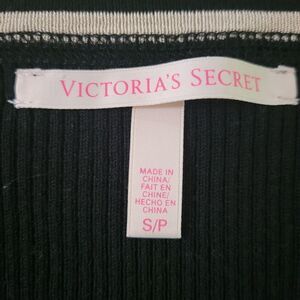 VICTORIA'S SECRET
MADE IN
CHINA/
FAIT EN
CHINE/
HECHO EN
CHINA
S/P